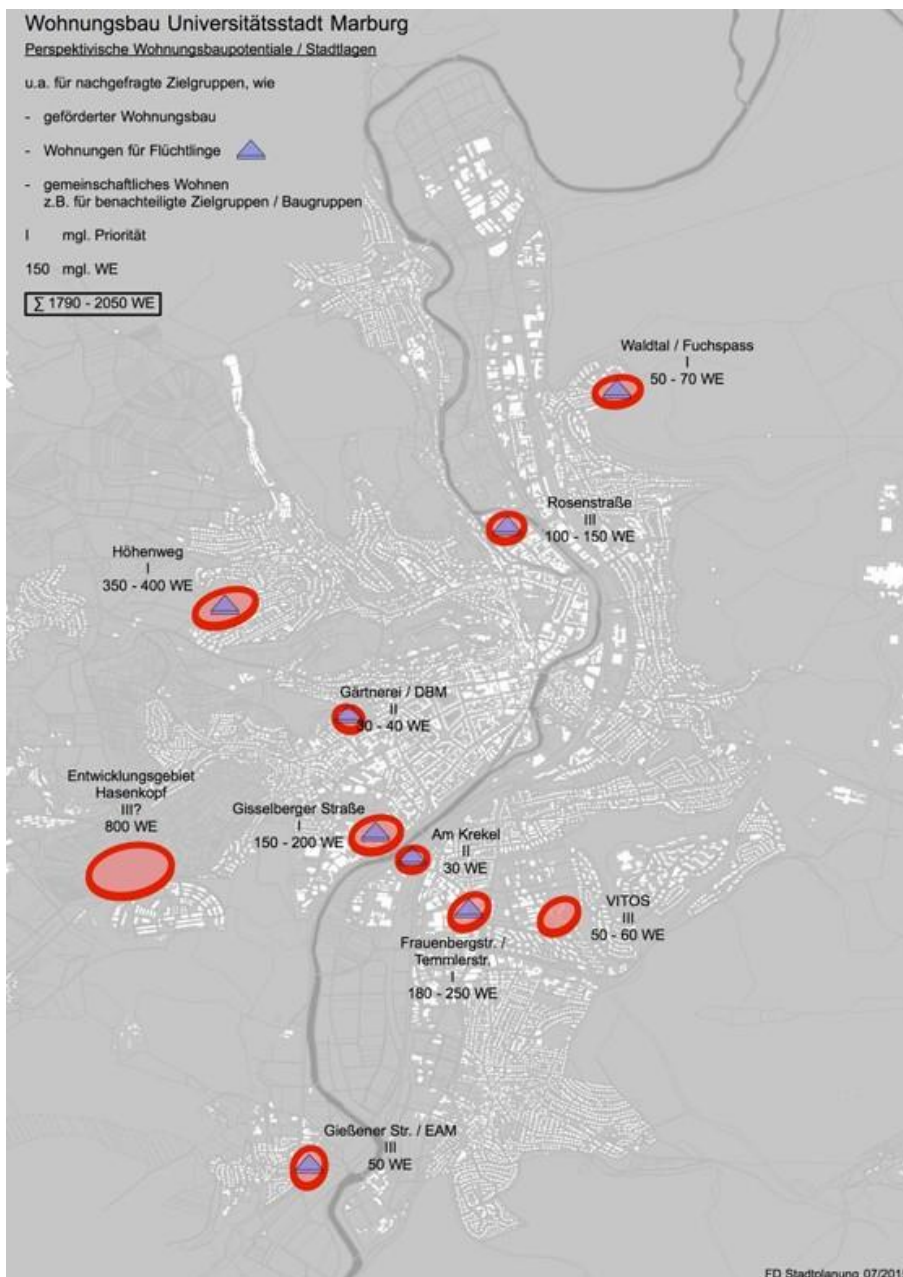 Wohnungsbau Universitätsstadt Marburg
Perspektivische Wohnungsbaupotentiale / Stadtlagen
u.a. für nachgefragte Zielgruppen, wie
- geförderter Wohnungsbau
- Wohnungen für Flüchtlinge
- gemeinschaftliches Wohnen
z.B. für benachteiligte Zielgruppen / Baugruppen
I mgl. Priorität
150 mgl. WE
∑ 1790 - 2050 WE
Waldtal / Fuchspass
I
50 - 70 WE
Rosenstraße
III
100 - 150 WE
Höhenweg
I
350 - 400 WE
Gärtnerei / DBM
II
30 - 40 WE
Entwicklungsgebiet
Hasenkopf
III?
800 WE
Gisselberger Straße
I
150 - 200 WE
Am Krekel
II
30 WE
VITOS
III
50 - 60 WE
Frauenbergstr. /
Temmlerstr.
I
180 - 250 WE
Gießener Str. / EAM
III
50 WE
FD Stadtplanung